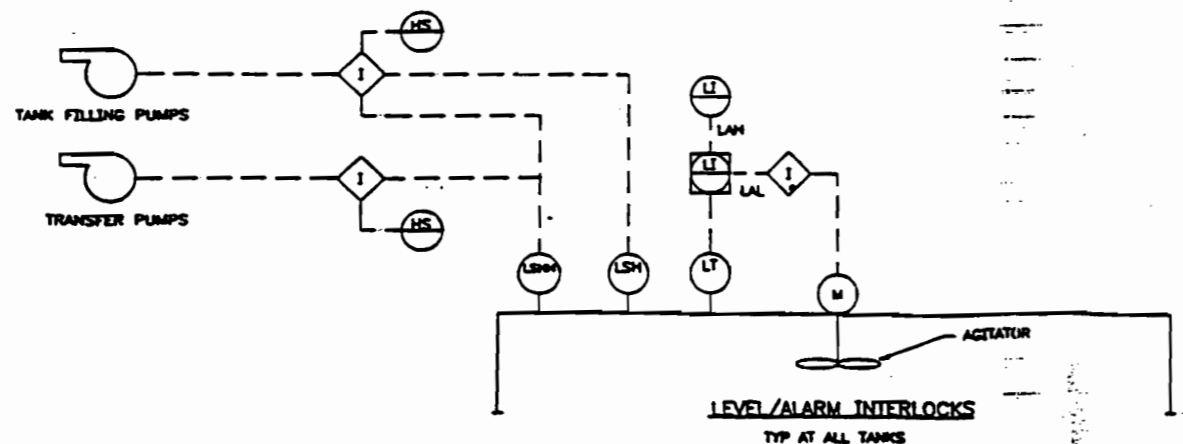 HS
I
TANK FILLING PUMPS
LI
LAH
I
LI
I
LAL
TRANSFER PUMPS
HS
LSHH
LSH
LT
M
AGITATOR
LEVEL/ALARM INTERLOCKS
TYP AT ALL TANKS